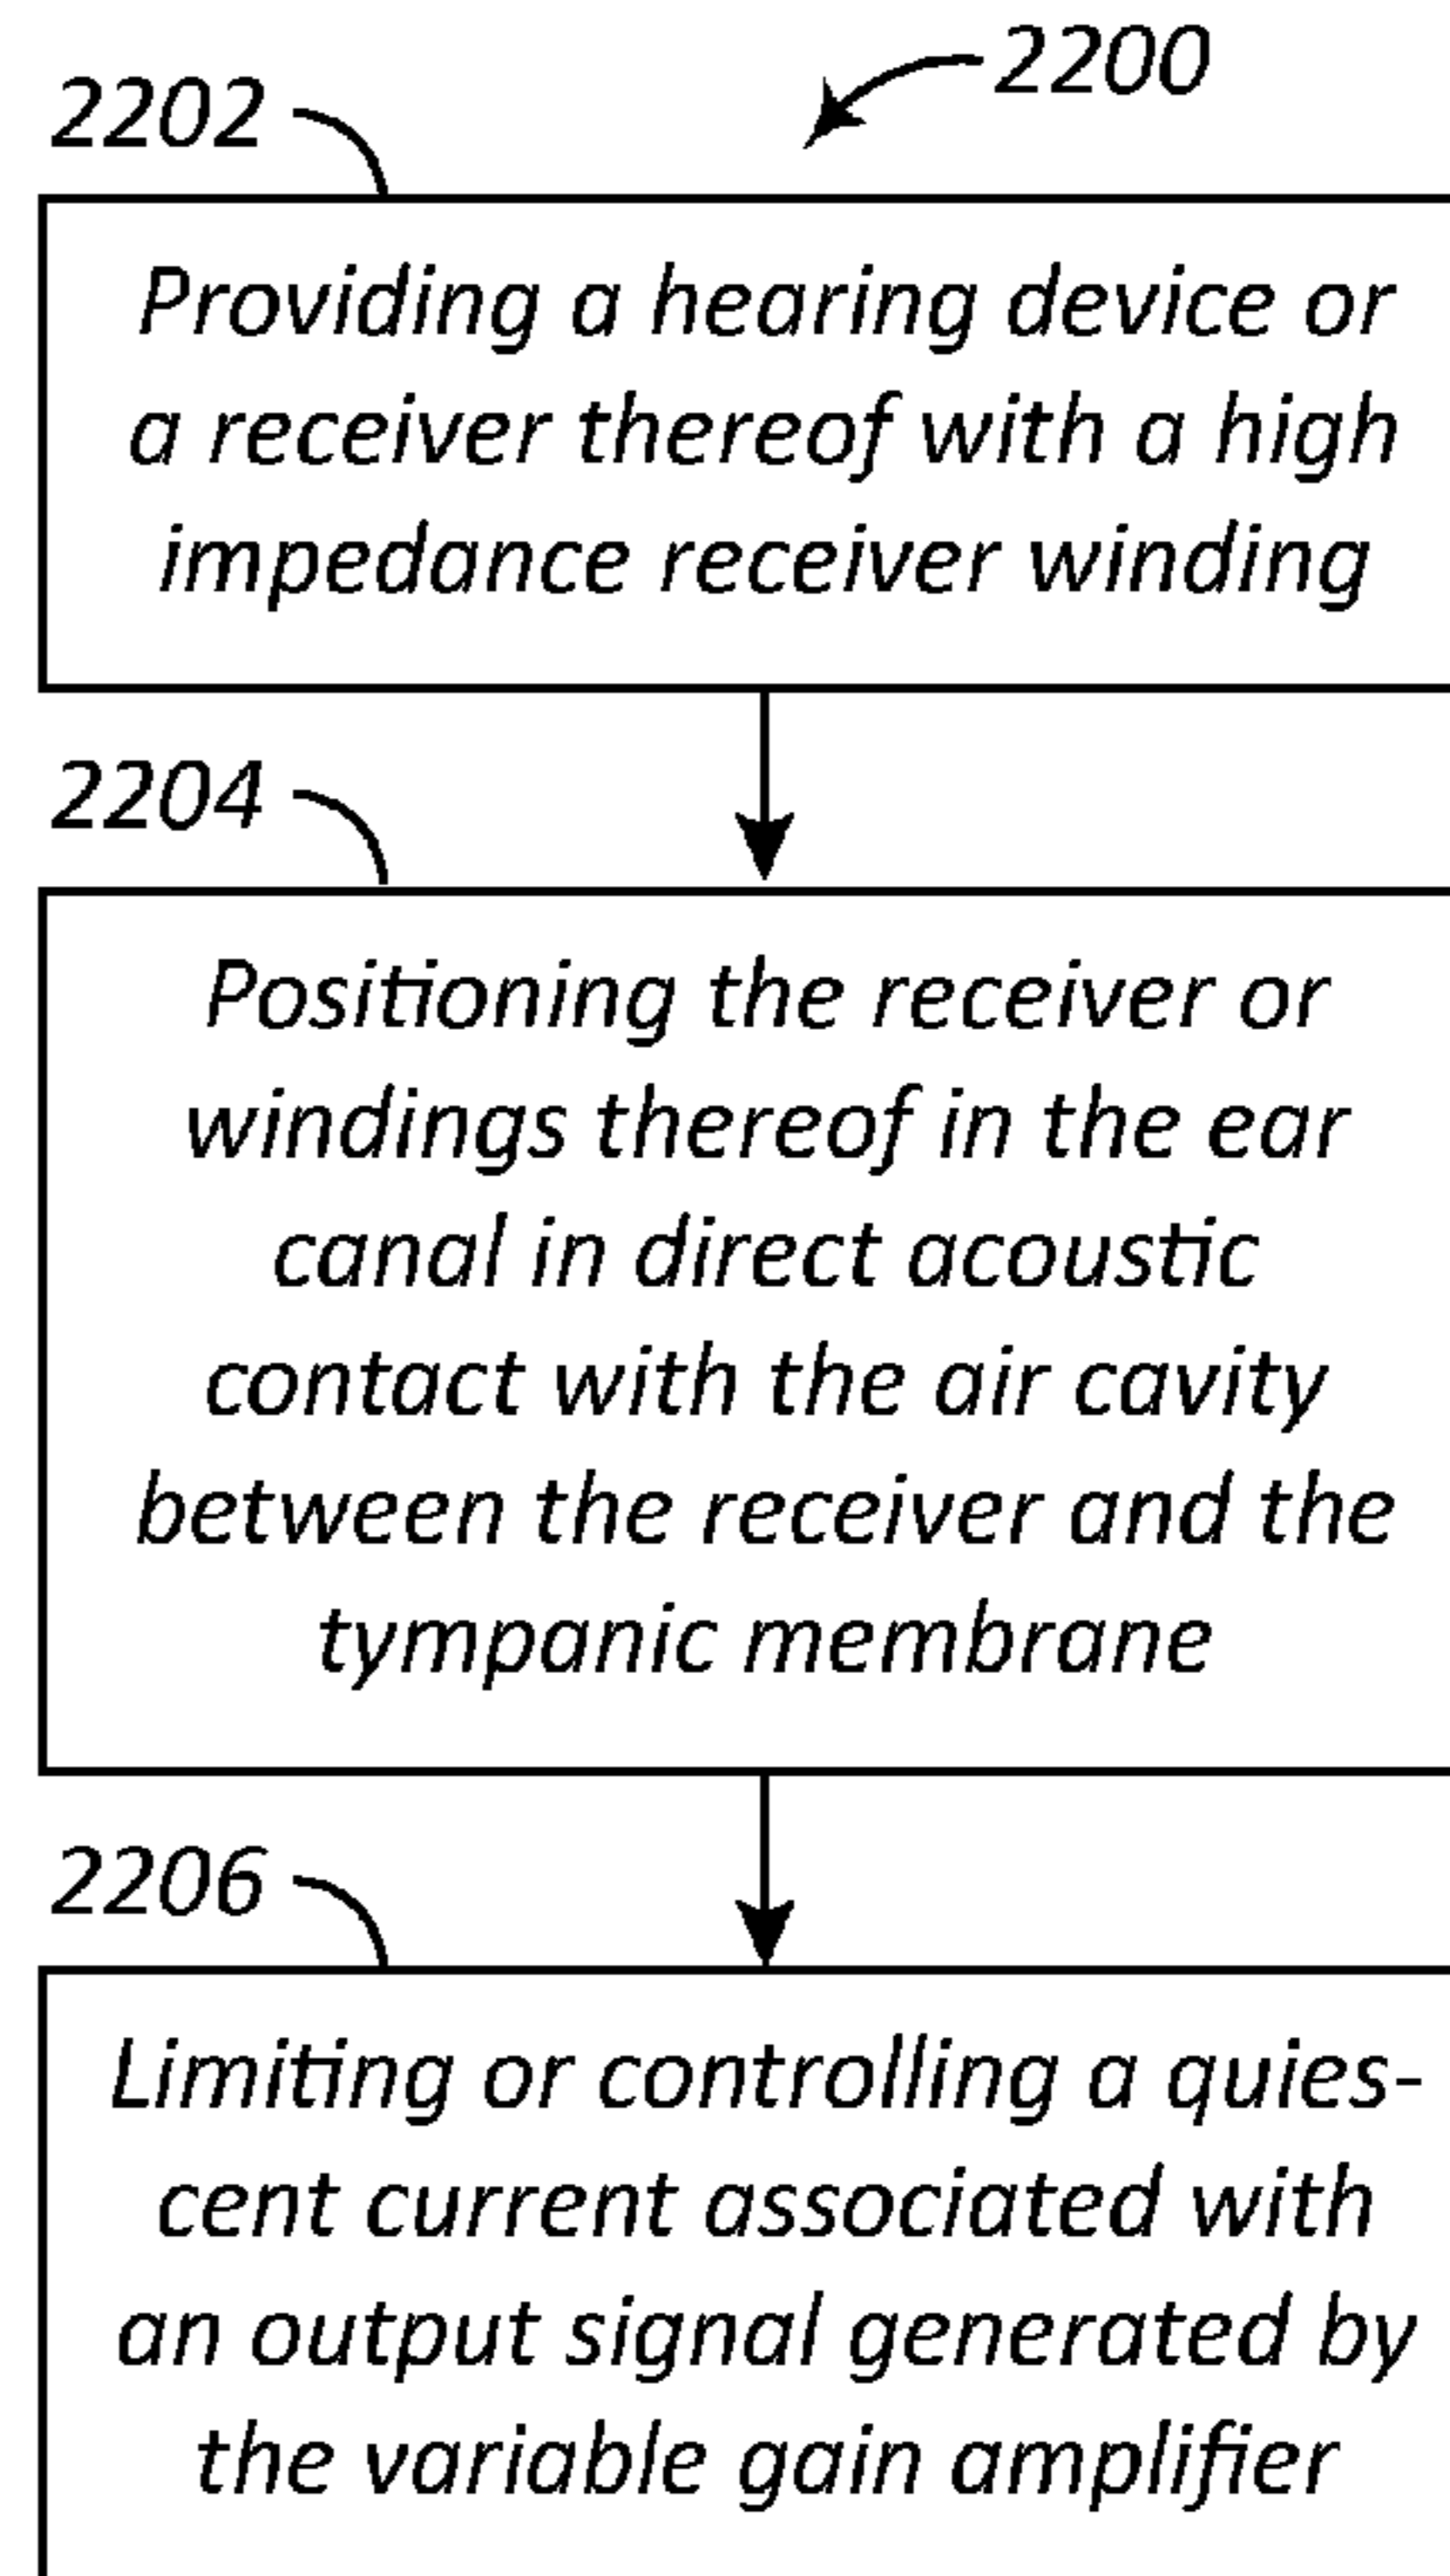 2200
2202
Providing a hearing device or
a receiver thereof with a high
impedance receiver winding
2204
Positioning the receiver or
windings thereof in the ear
canal in direct acoustic
contact with the air cavity
between the receiver and the
tympanic membrane
2206
Limiting or controlling a quies-
cent current associated with
an output signal generated by
the variable gain amplifier